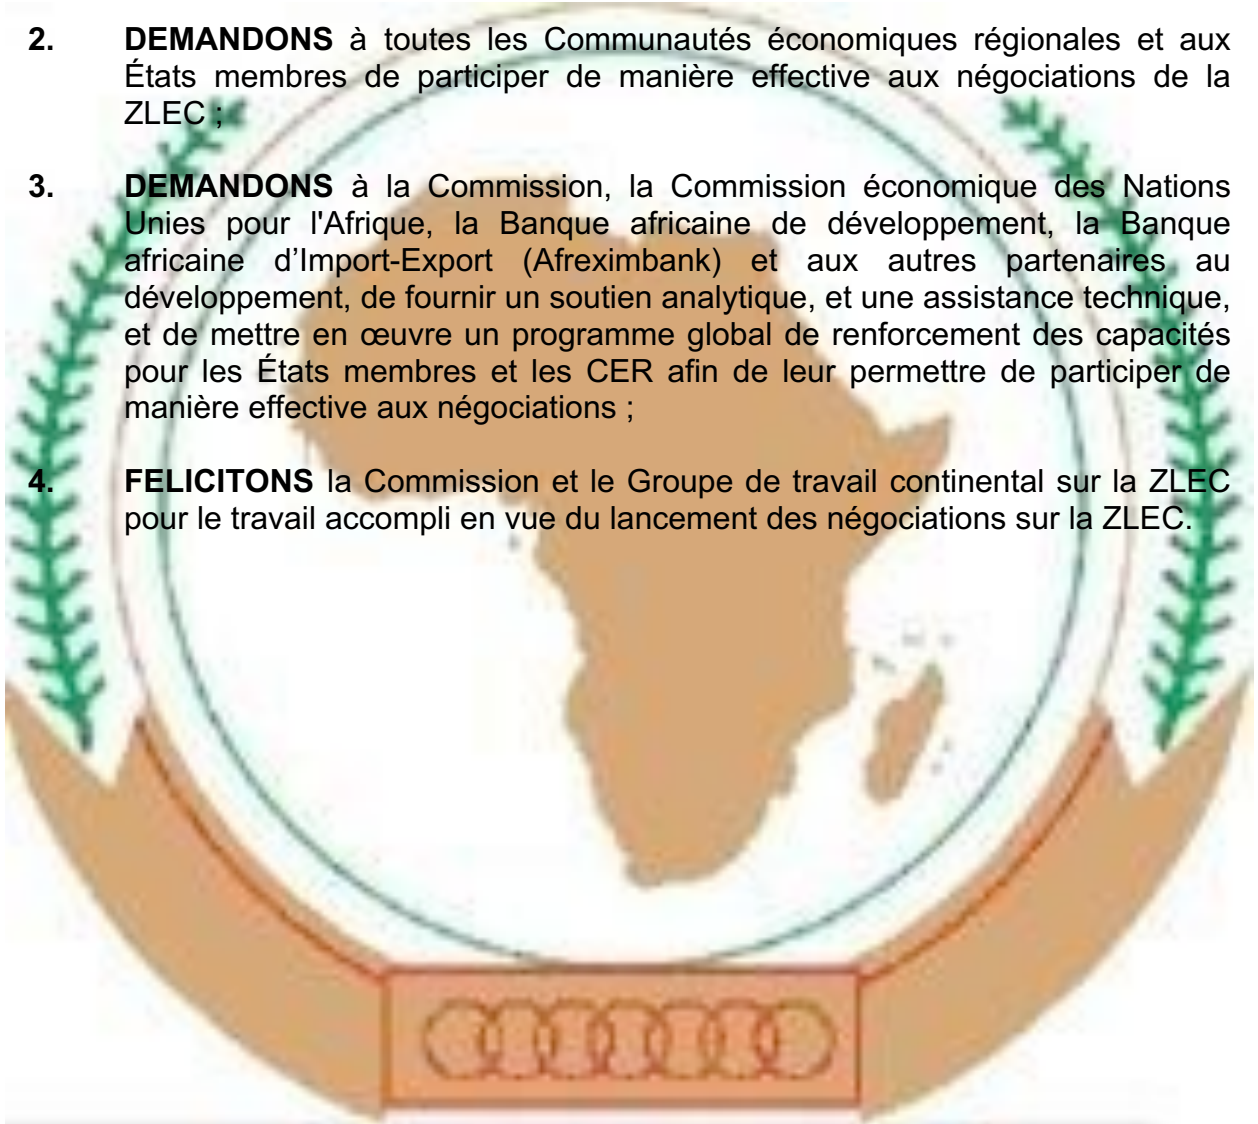 2. DEMANDONS à toutes les Communautés économiques régionales et aux
États membres de participer de manière effective aux négociations de la
ZLEC ;
3. DEMANDONS à la Commission, la Commission économique des Nations
Unies pour l'Afrique, la Banque africaine de développement, la Banque
africaine d’Import-Export (Afreximbank) et aux autres partenaires au
développement, de fournir un soutien analytique, et une assistance technique,
et de mettre en œuvre un programme global de renforcement des capacités
pour les États membres et les CER afin de leur permettre de participer de
manière effective aux négociations ;
4. FELICITONS la Commission et le Groupe de travail continental sur la ZLEC
pour le travail accompli en vue du lancement des négociations sur la ZLEC.